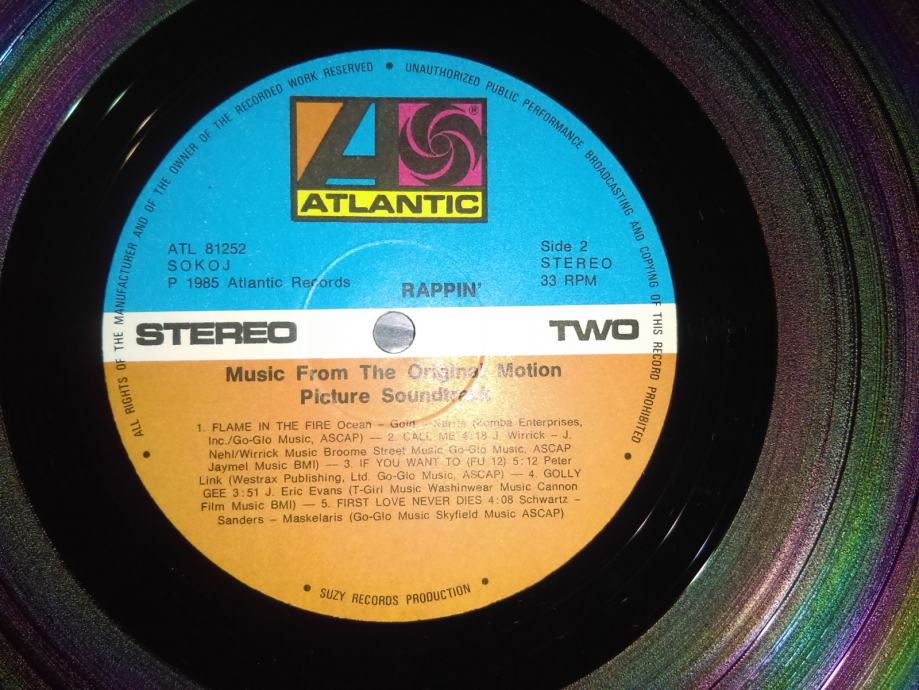 ALL RIGHTS OF THE MANUFACTURER AND OF THE OWNER OF THE RECORDED WORK RESERVED • UNAUTHORIZED PUBLIC PERFORMANCE BROADCASTING AND COPYING OF THIS RECORD PROHIBITED
ATLANTIC ®
ATL 81252
SOKOJ
P 1985 Atlantic Records
Side 2
STEREO
33 RPM
RAPPIN'
STEREO TWO
Music From The Original Motion
Picture Soundtrack
1. FLAME IN THE FIRE Ocean – Gold – Norris (Zomba Enterprises,
Inc./Go-Glo Music, ASCAP) — 2. CALL ME 4:18 J. Wirrick – J.
Nehl/Wirrick Music Broome Street Music Go-Glo Music, ASCAP
Jaymel Music BMI) — 3. IF YOU WANT TO (FU 12) 5:12 Peter
Link (Westrax Publishing, Ltd. Go-Glo Music, ASCAP) — 4. GOLLY
GEE 3:51 J. Eric Evans (T-Girl Music Washinwear Music Cannon
Film Music BMI) — 5. FIRST LOVE NEVER DIES 4:08 Schwartz –
Sanders – Maskelaris (Go-Glo Music Skyfield Music ASCAP)
• SUZY RECORDS PRODUCTION •